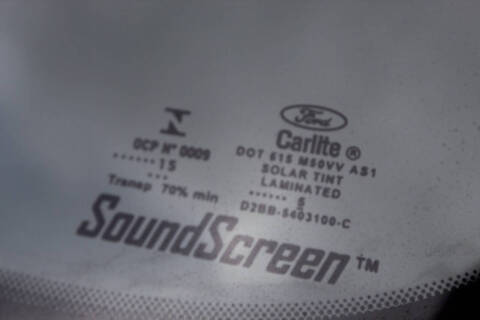 OCP Nº 0009
•••••• 15
•••
Transp 70% min
Ford
Carlite ®
DOT 615 M50VV AS1
SOLAR TINT
LAMINATED
•••••• 5
D2BB-5403100-C
SoundScreen™